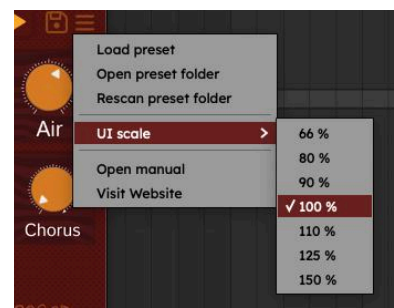 Load preset
Open preset folder
Rescan preset folder
Air
UI scale
66 %
80 %
Open manual
90 %
Visit Website
✓ 100 %
Chorus
110 %
125 %
150 %